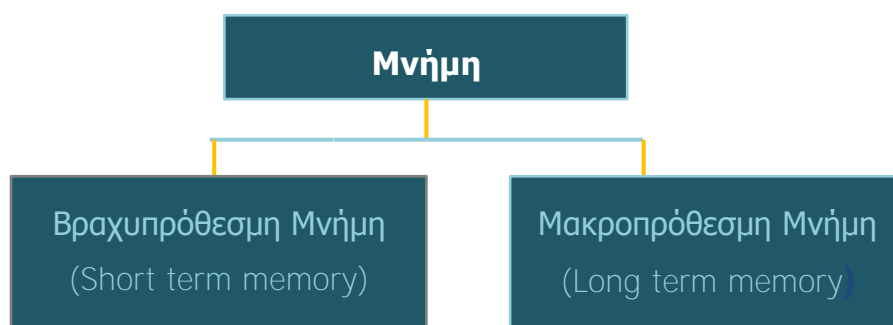 Μνήμη
Βραχυπρόθεσμη Μνήμη
(Short term memory)
Μακροπρόθεσμη Μνήμη
(Long term memory)